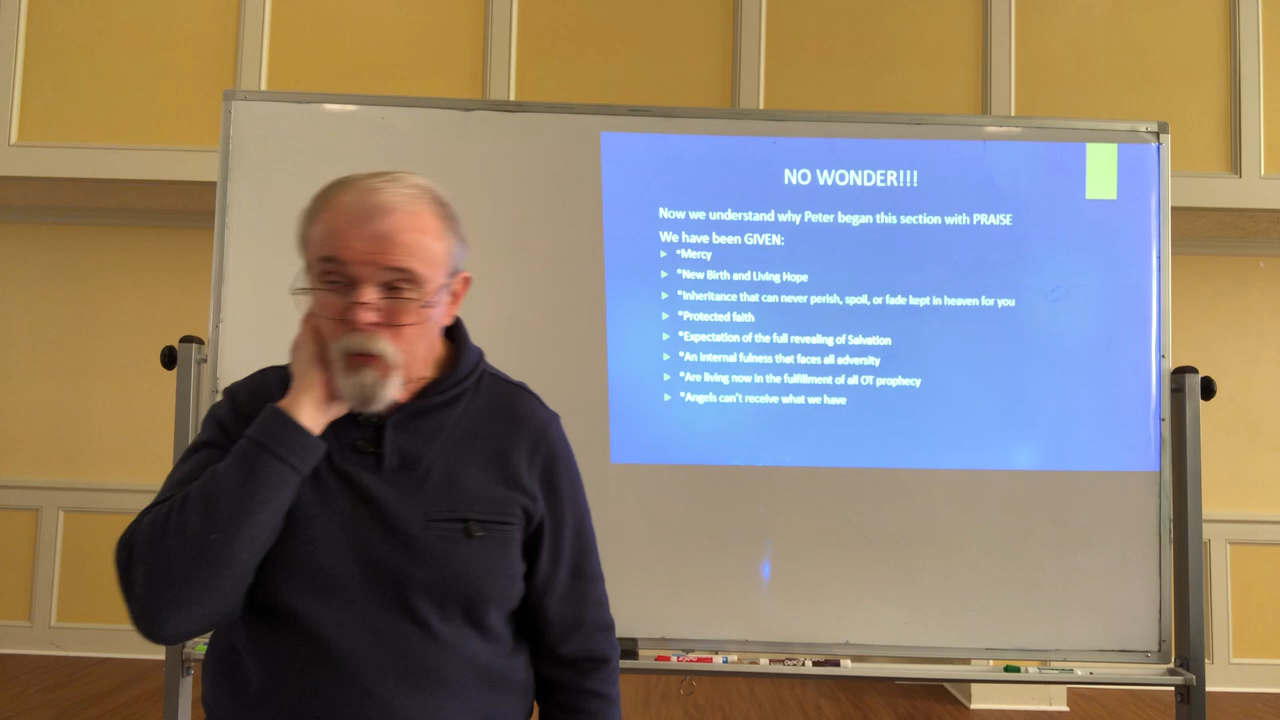 NO WONDER!!!
Now we understand why Peter began this section with PRAISE
We have been GIVEN:
*Mercy
*New Birth and Living Hope
*Inheritance that can never perish, spoil, or fade kept in heaven for you
*Protected faith
*Expectation of the full revealing of Salvation
*An internal fulness that faces all adversity
*Are living now in the fulfillment of all OT prophecy
*Angels can't receive what we have
EXPO